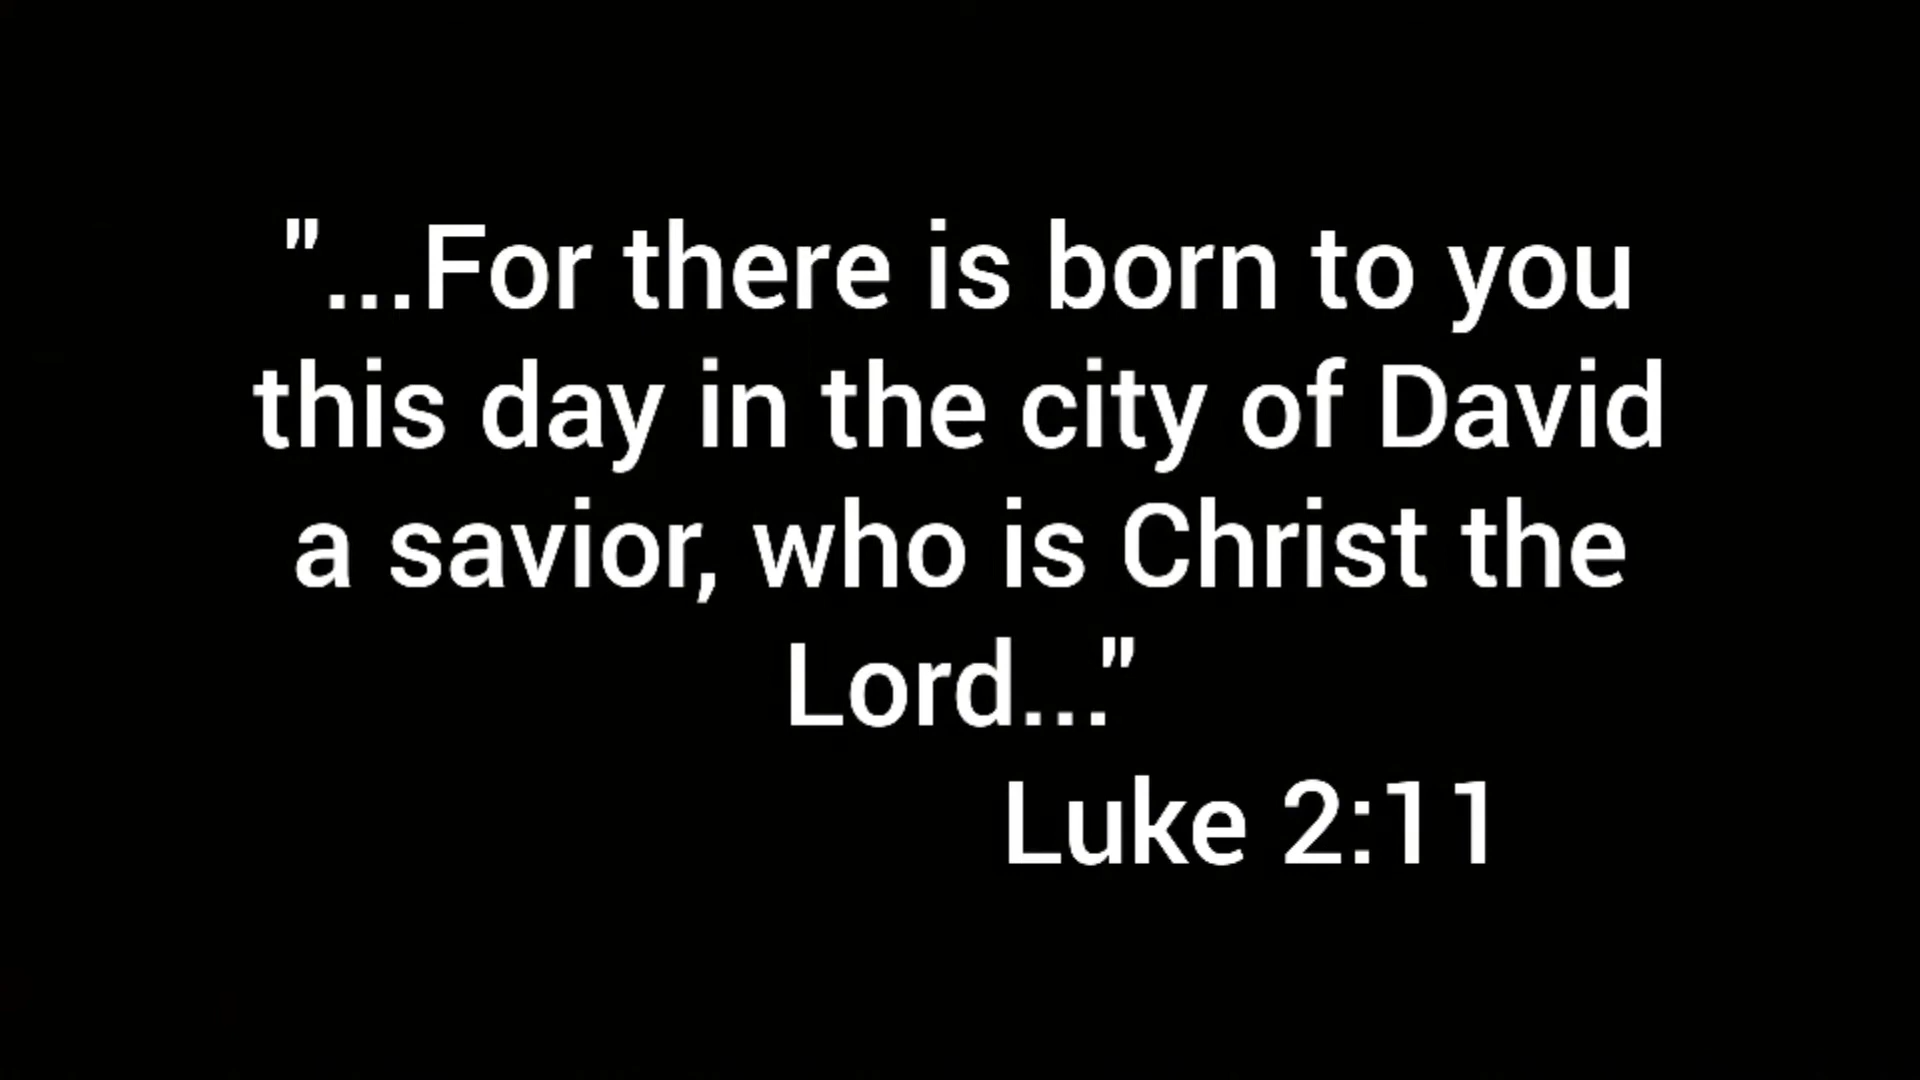 "...For there is born to you
this day in the city of David
a savior, who is Christ the
Lord..."
Luke 2:11